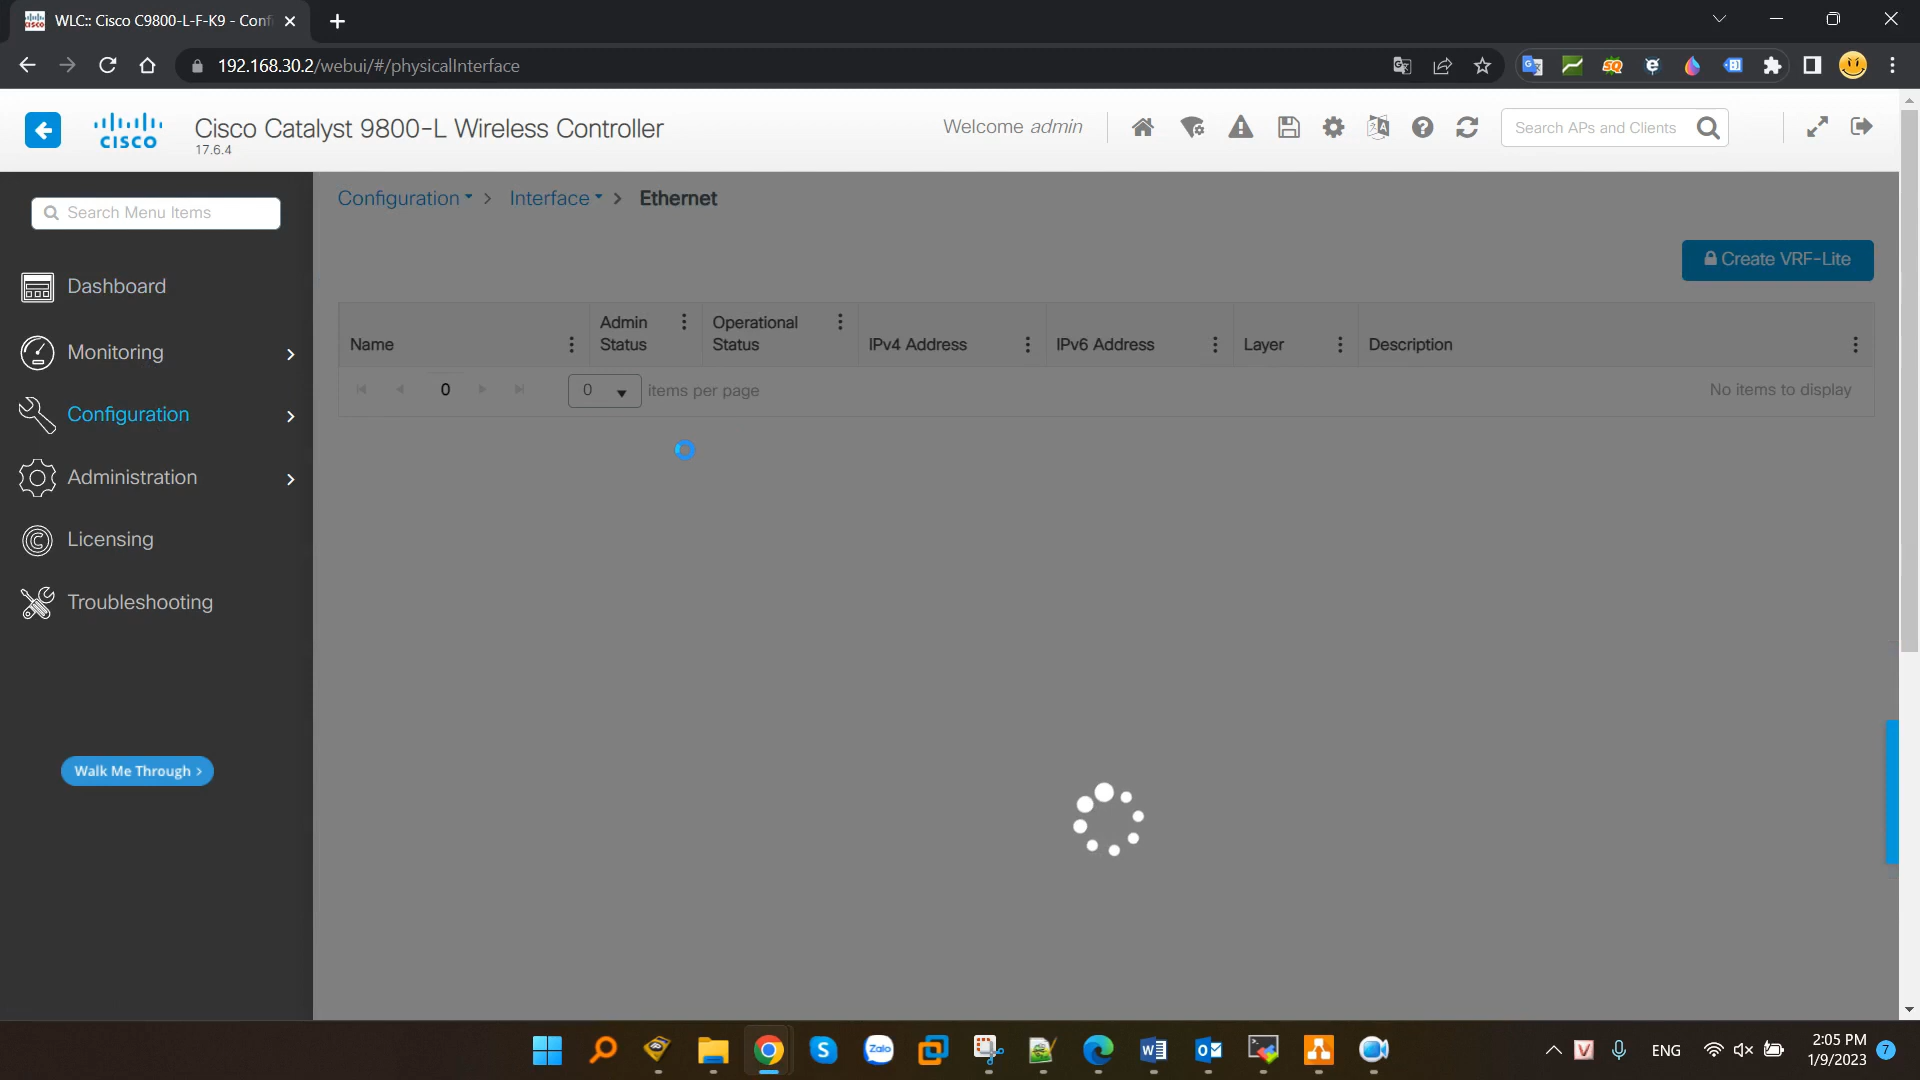 WLC:: Cisco C9800-L-F-K9 - Confi
192.168.30.2/webui/#/physicalInterface
CISCO
Cisco Catalyst 9800-L Wireless Controller
17.6.4
Welcome admin
Search APs and Clients
Search Menu Items
Dashboard
Monitoring
Configuration
Administration
Licensing
Troubleshooting
Walk Me Through >
Configuration > Interface > Ethernet
Create VRF-Lite
Name
Admin Status
Operational Status
IPv4 Address
IPv6 Address
Layer
Description
0
0
items per page
No items to display
Zalo
ENG
2:05 PM
1/9/2023
7